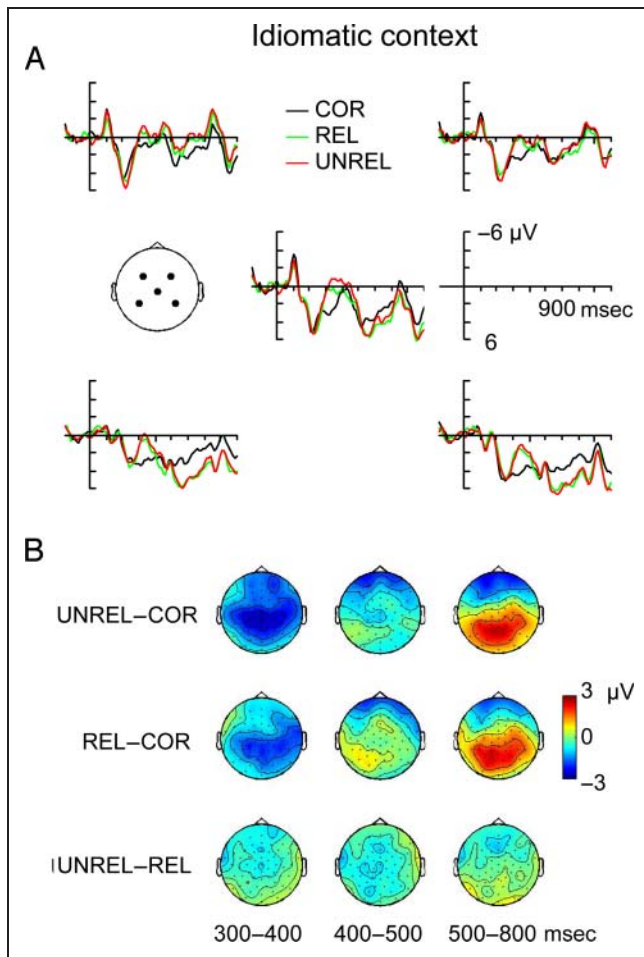 Idiomatic context
A
COR
REL
UNREL
−6 µV
900 msec
6
B
UNREL–COR
REL–COR
3 µV
0
−3
UNREL–REL
300–400 400–500 500–800 msec